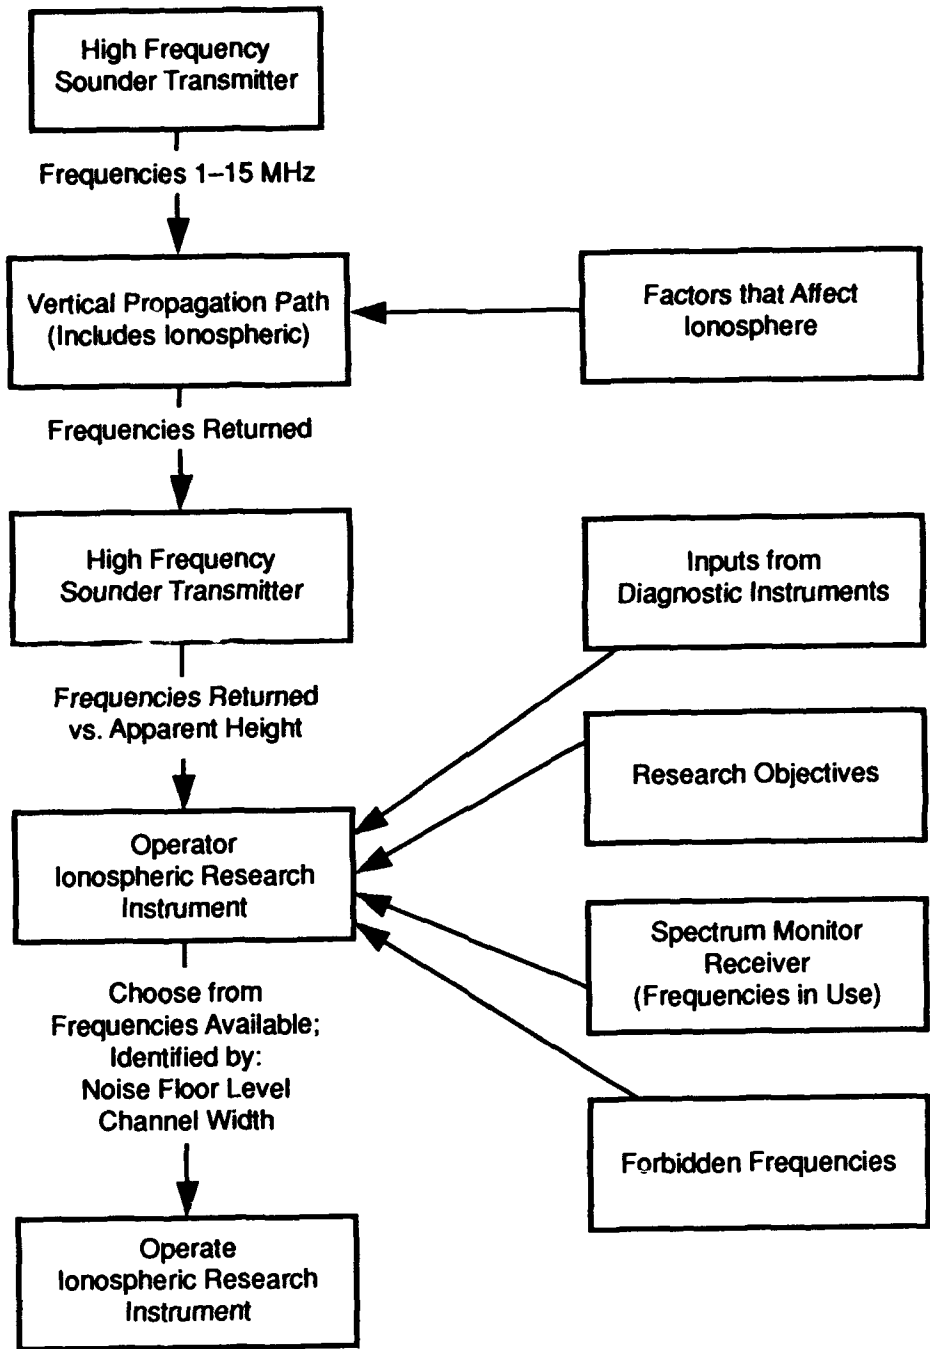 High Frequency
Sounder Transmitter
Frequencies 1–15 MHz
Vertical Propagation Path
(Includes Ionospheric)
Factors that Affect
Ionosphere
Frequencies Returned
High Frequency
Sounder Transmitter
Inputs from
Diagnostic Instruments
Frequencies Returned
vs. Apparent Height
Research Objectives
Operator
Ionospheric Research
Instrument
Spectrum Monitor
Receiver
(Frequencies in Use)
Choose from
Frequencies Available;
Identified by:
Noise Floor Level
Channel Width
Forbidden Frequencies
Operate
Ionospheric Research
Instrument